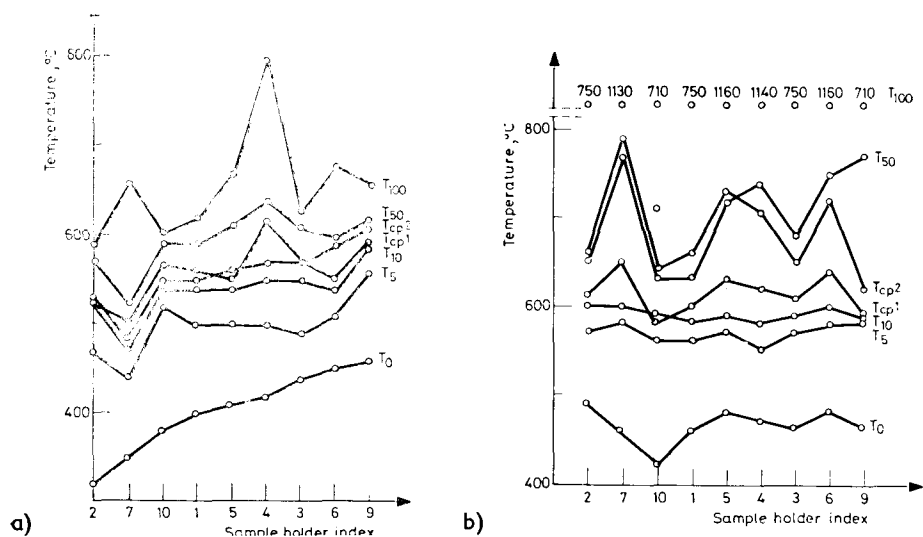 a)
Temperature, °C
800
600
400
T100
T50
Tcp2
Tcp1
T10
T5
T0
2 7 10 1 5 4 3 6 9
Sample holder index
b)
Temperature, °C
750 1130 710 750 1160 1140 750 1160 710 T100
800
600
400
T50
Tcp2
Tcp1
T10
T5
T0
2 7 10 1 5 4 3 6 9
Sample holder index